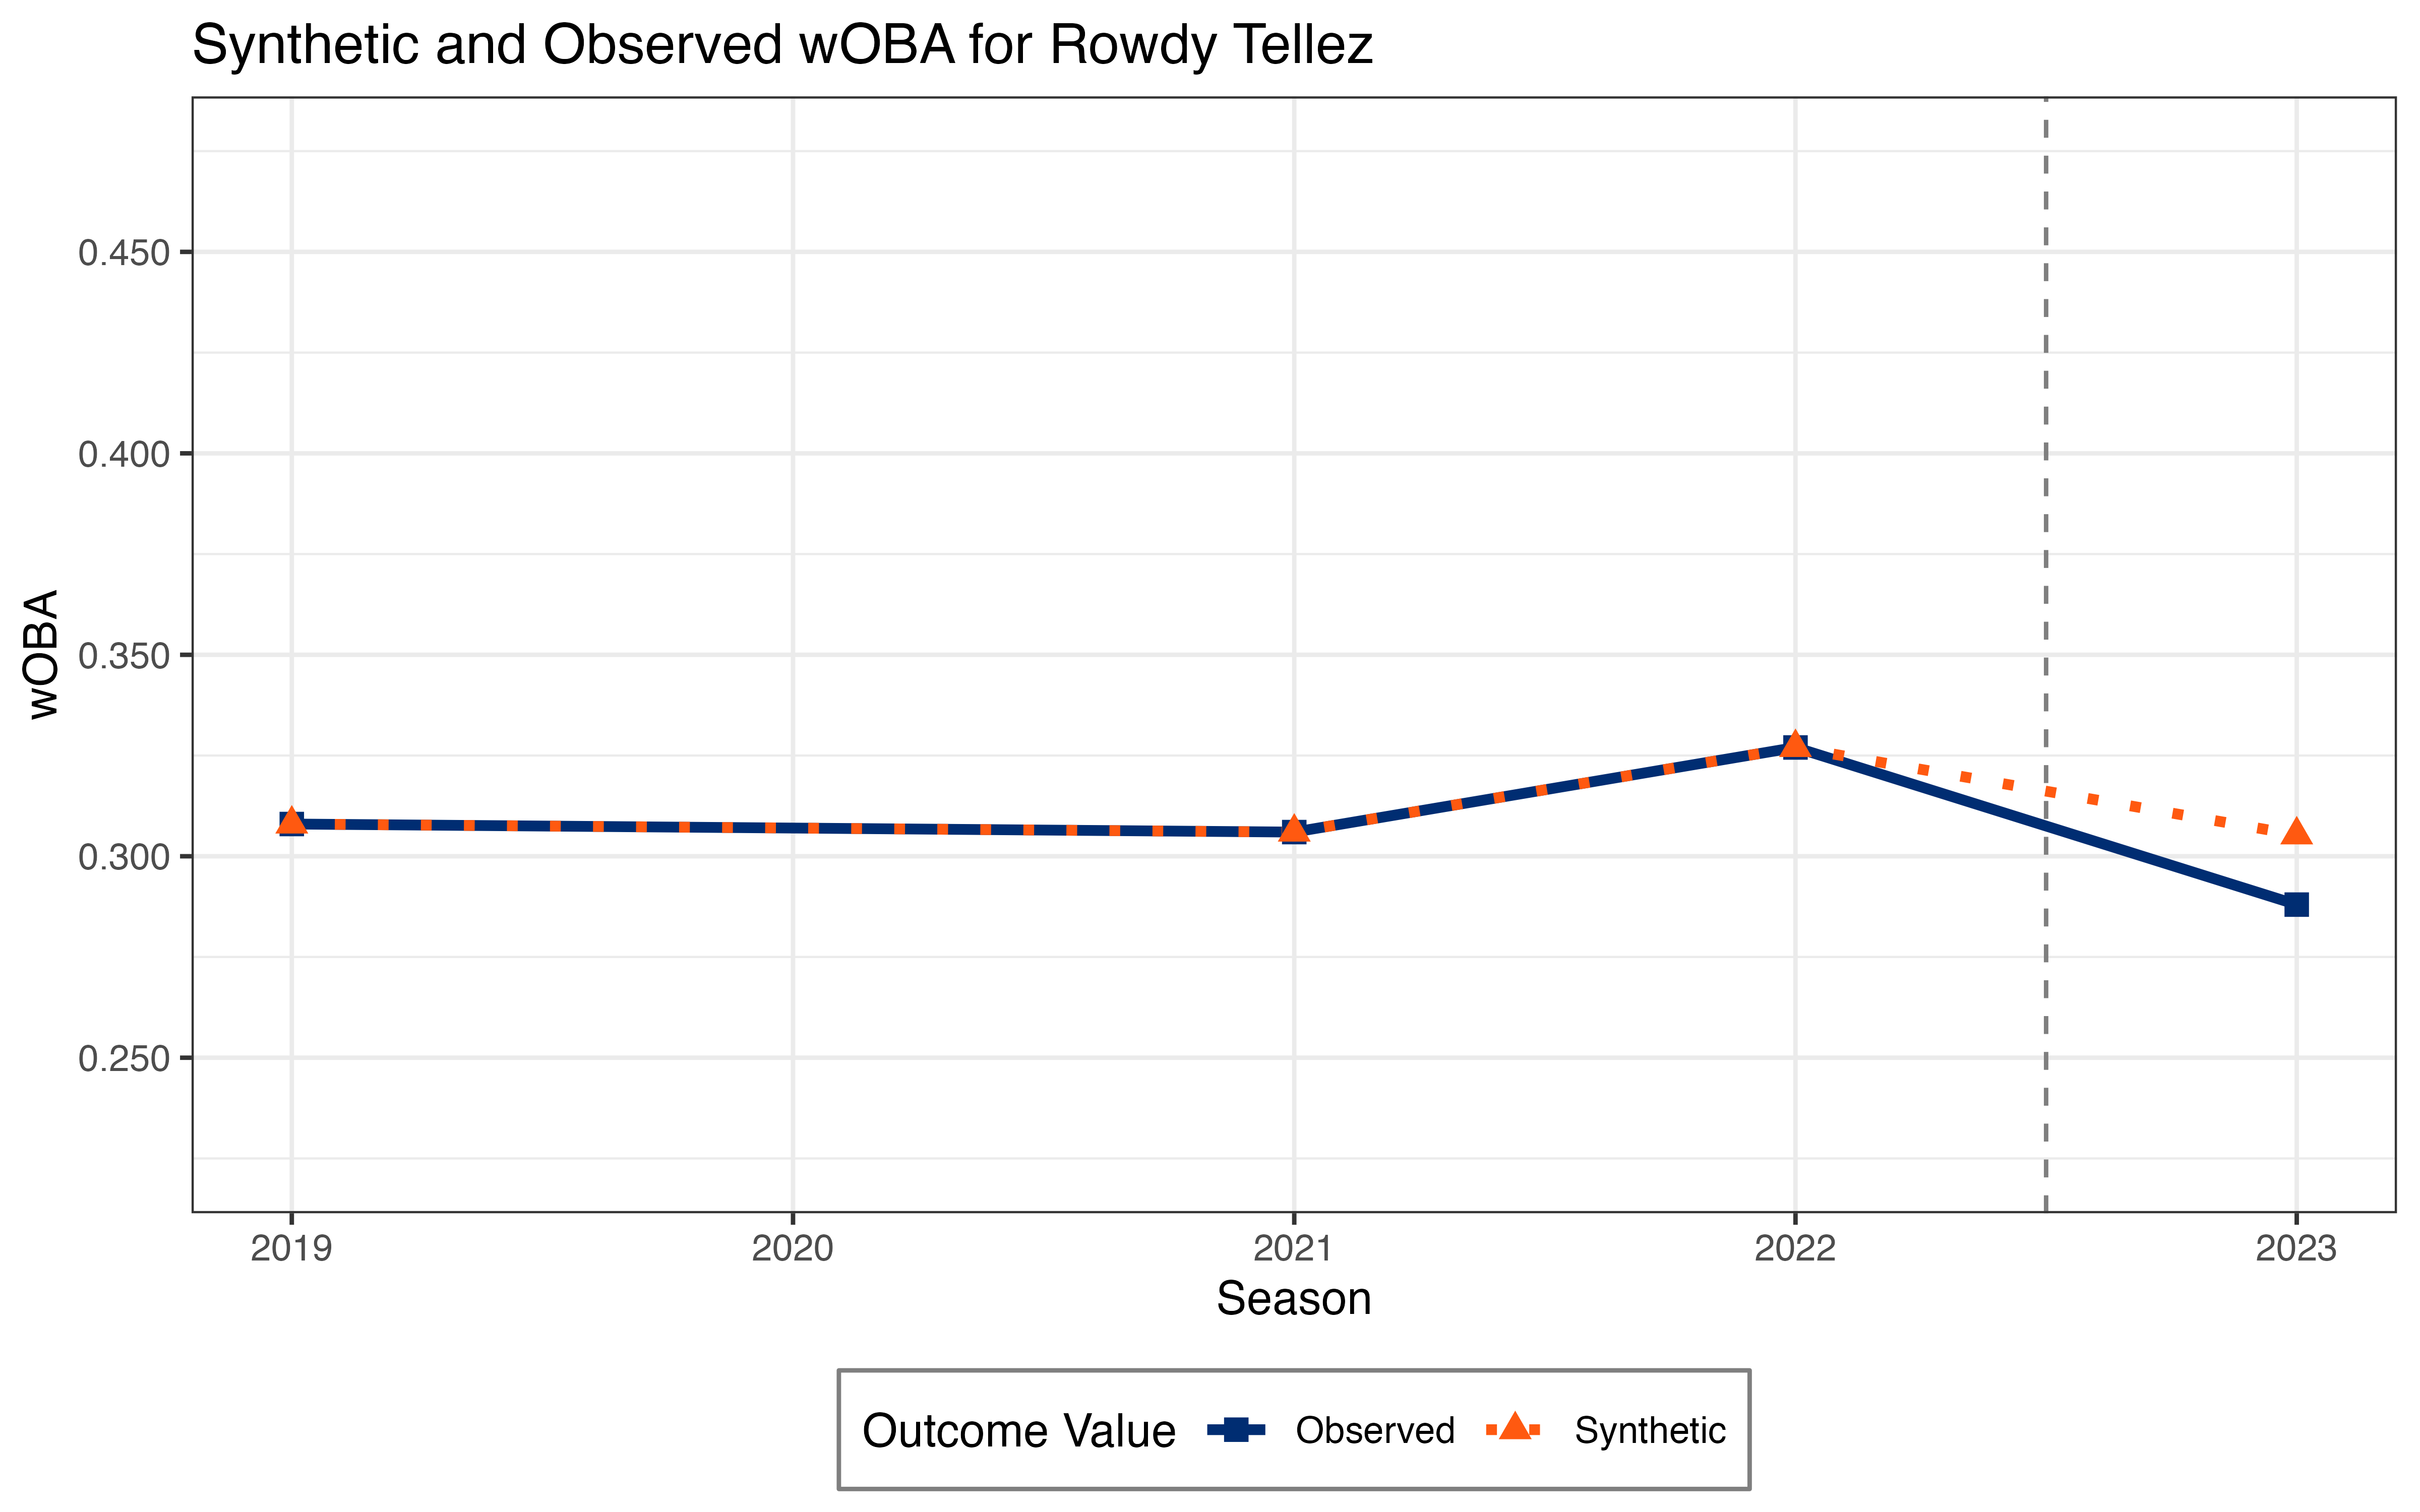 Synthetic and Observed wOBA for Rowdy Tellez
wOBA
0.450
0.400
0.350
0.300
0.250
2019 2020 2021 2022 2023
Season
Outcome Value Observed Synthetic